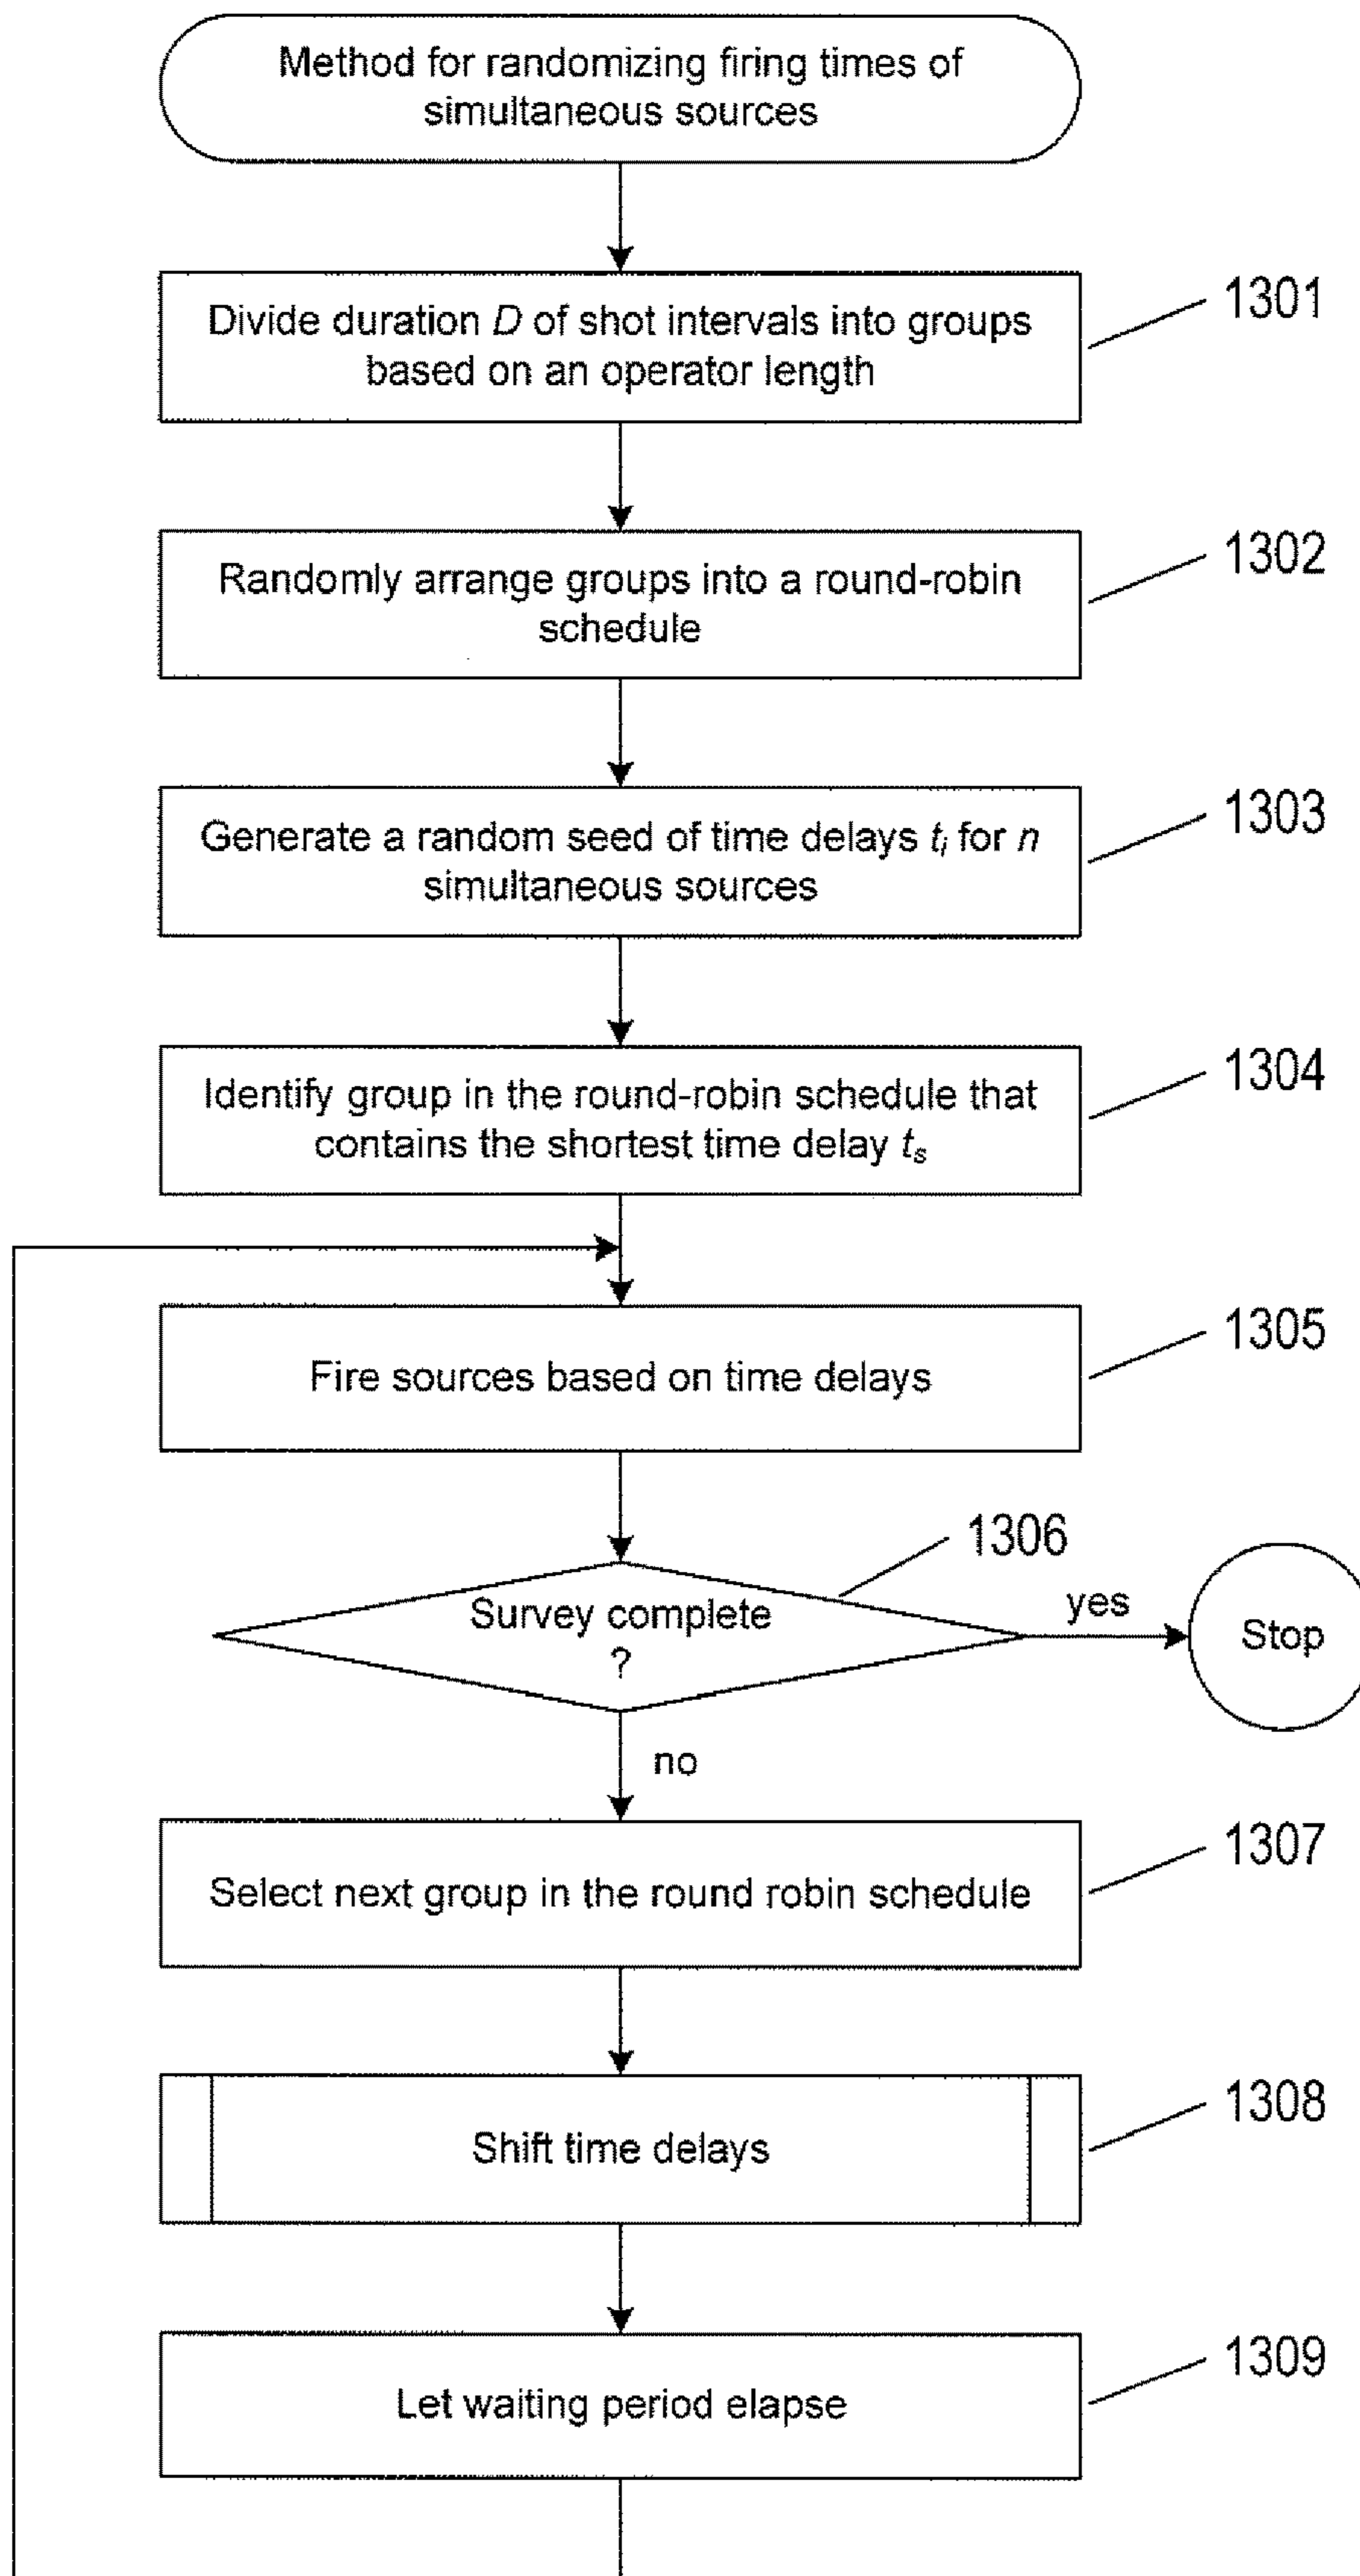 Method for randomizing firing times of
simultaneous sources
Divide duration D of shot intervals into groups
based on an operator length
1301
Randomly arrange groups into a round-robin
schedule
1302
Generate a random seed of time delays tᵢ for n
simultaneous sources
1303
Identify group in the round-robin schedule that
contains the shortest time delay tₛ
1304
Fire sources based on time delays
1305
1306
Survey complete
?
yes
Stop
no
Select next group in the round robin schedule
1307
Shift time delays
1308
Let waiting period elapse
1309